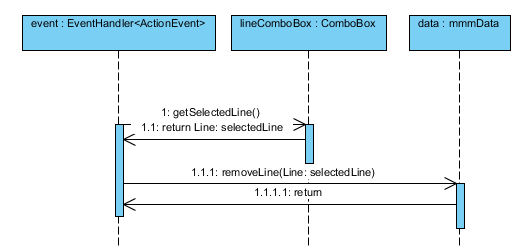 event : EventHandler<ActionEvent>
lineComboBox : ComboBox
data : mmmData
1: getSelectedLine()
1.1: return Line: selectedLine
1.1.1: removeLine(Line: selectedLine)
1.1.1.1: return